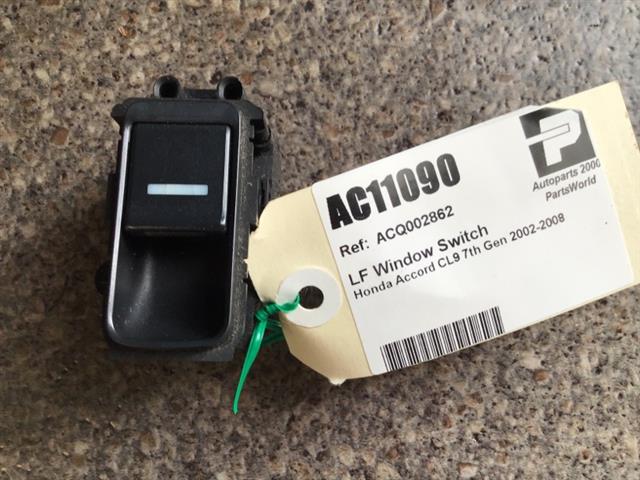 AC11090
Ref: ACQ002862
LF Window Switch
Honda Accord CL9 7th Gen 2002-2008
P
Autoparts 2000
PartsWorld